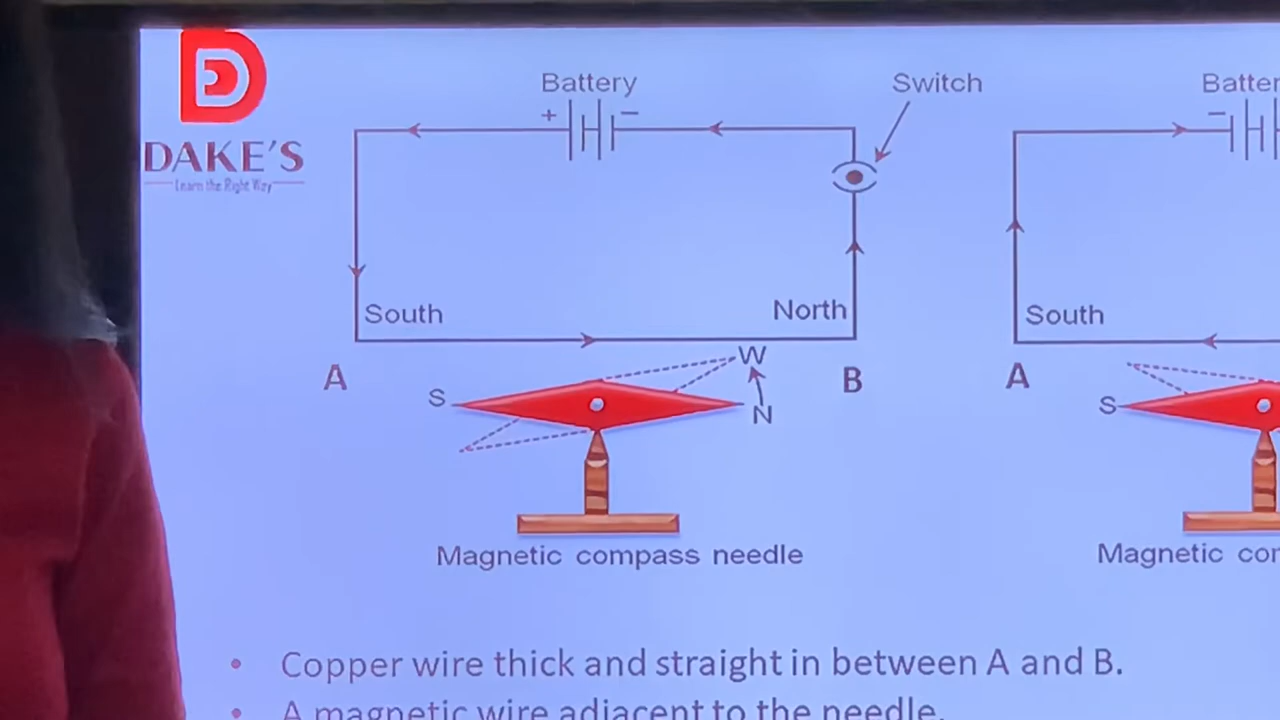 D
DAKE'S
Learn the Right Way
Battery
+ −
Switch
South
North
A
B
S
W
N
Magnetic compass needle
Batter
−
South
A
S
Magnetic cor
• Copper wire thick and straight in between A and B.
• A magnetic wire adjacent to the needle.